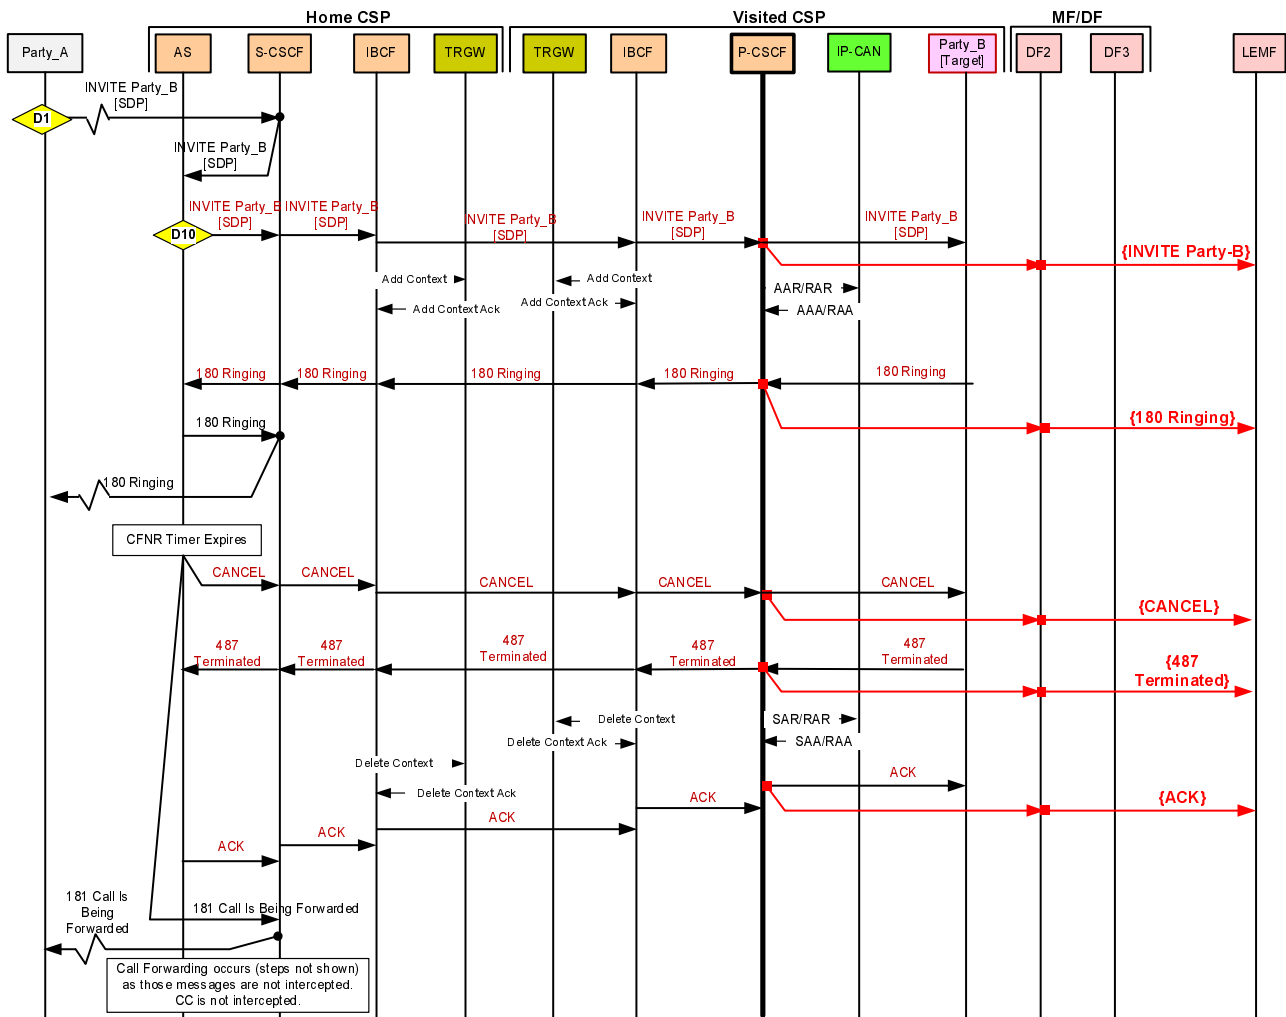 Home CSP
Visited CSP
MF/DF
Party_A
AS
S-CSCF
IBCF
TRGW
TRGW
IBCF
P-CSCF
IP-CAN
Party_B
[Target]
DF2
DF3
LEMF
INVITE Party_B
[SDP]
D1
INVITE Party_B
[SDP]
D10
INVITE Party_B
[SDP]
INVITE Party_B
[SDP]
NVITE Party_B
[SDP]
INVITE Party_B
[SDP]
INVITE Party_B
[SDP]
{INVITE Party-B}
Add Context
Add Context
AAR/RAR
Add Context Ack
Add Context Ack
AAA/RAA
180 Ringing
180 Ringing
180 Ringing
180 Ringing
180 Ringing
{180 Ringing}
180 Ringing
180 Ringing
CFNR Timer Expires
CANCEL
CANCEL
CANCEL
CANCEL
CANCEL
{CANCEL}
487
Terminated
487
Terminated
487
Terminated
487
Terminated
487
Terminated
{487
Terminated}
Delete Context
SAR/RAR
Delete Context Ack
SAA/RAA
Delete Context
Delete Context Ack
ACK
{ACK}
ACK
ACK
ACK
ACK
181 Call Is
Being
Forwarded
181 Call Is Being Forwarded
Call Forwarding occurs (steps not shown)
as those messages are not intercepted.
CC is not intercepted.